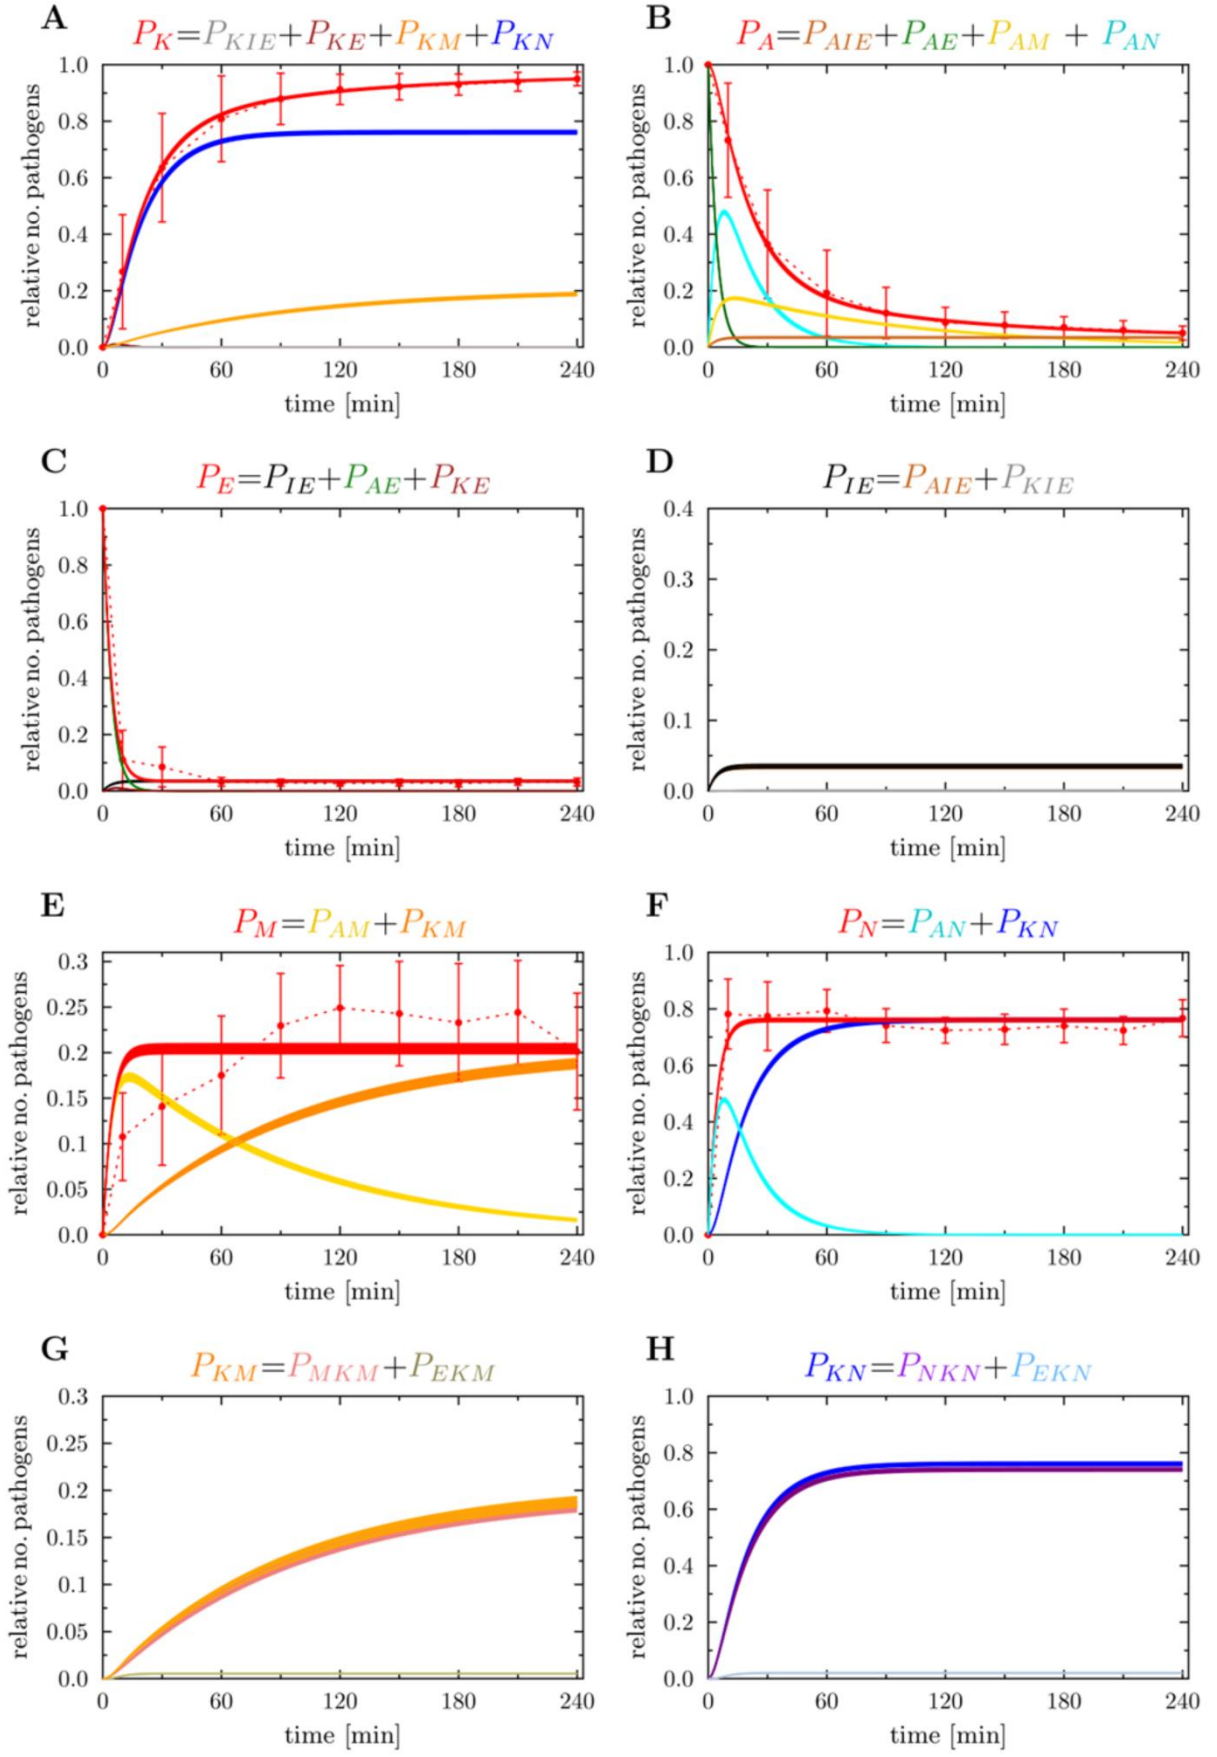 A
P_K=P_KIE+P_KE+P_KM+P_KN
relative no. pathogens
1.0
0.8
0.6
0.4
0.2
0.0
0 60 120 180 240
time [min]
B
P_A=P_AIE+P_AE+P_AM + P_AN
relative no. pathogens
1.0
0.8
0.6
0.4
0.2
0.0
0 60 120 180 240
time [min]
C
P_E=P_IE+P_AE+P_KE
relative no. pathogens
1.0
0.8
0.6
0.4
0.2
0.0
0 60 120 180 240
time [min]
D
P_IE=P_AIE+P_KIE
relative no. pathogens
0.4
0.3
0.2
0.1
0.0
0 60 120 180 240
time [min]
E
P_M=P_AM+P_KM
relative no. pathogens
0.3
0.25
0.2
0.15
0.1
0.05
0.0
0 60 120 180 240
time [min]
F
P_N=P_AN+P_KN
relative no. pathogens
1.0
0.8
0.6
0.4
0.2
0.0
0 60 120 180 240
time [min]
G
P_KM=P_MKM+P_EKM
relative no. pathogens
0.3
0.25
0.2
0.15
0.1
0.05
0.0
0 60 120 180 240
time [min]
H
P_KN=P_NKN+P_EKN
relative no. pathogens
1.0
0.8
0.6
0.4
0.2
0.0
0 60 120 180 240
time [min]